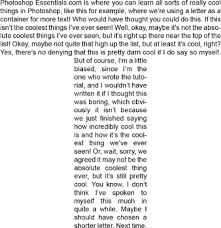 Photoshop Essentials.com is where you can learn all sorts of really cool
things in Photoshop, like this for example, where we're using a letter as a
container for more text! Who would have thought you could do this. If this
isn't the coolest things I've ever seen! Well, okay, maybe it's not the abso-
lute coolest things I've ever seen, but it's right up there near the top of the
list! Okay, maybe not quite that high up the list, but at least it's cool, right?
Yes, there's no denying that this is pretty darn cool if I do say so myself.
But of course, I'm a little
biased, since I'm the
one who wrote the tuto-
rial, and I wouldn't have
written it if I thought this
was boring, which obvi-
ously it isn't because
we just finished saying
how incredibly cool this
is and how it's the cool-
est thing we've ever
seen! Or, wait, sorry, we
agreed it may not be the
absolute coolest thing
ever, but it's still pretty
cool. You know, I don't
think I've spoken to
myself this much in
quite a while. Maybe I
should have chosen a
shorter letter. Next time.